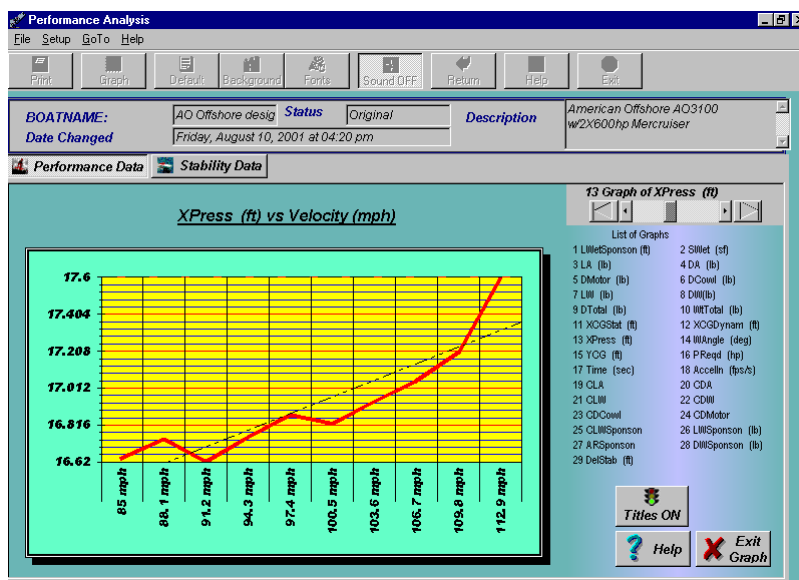 Performance Analysis
File Setup GoTo Help
Print Graph Default Background Fonts Sound OFF Return Help Exit
BOATNAME: AO Offshore desig Status Original Description American Offshore AO3100
w/2X600hp Mercruiser
Date Changed Friday, August 10, 2001 at 04:20 pm
Performance Data Stability Data
13 Graph of XPress (ft)
XPress (ft) vs Velocity (mph)
17.6
17.404
17.208
17.012
16.816
16.62
85 mph
88.1 mph
91.2 mph
94.3 mph
97.4 mph
100.5 mph
103.6 mph
106.7 mph
109.8 mph
112.9 mph
List of Graphs
1 LWetSponson (ft) 2 SWet (sf)
3 LA (lb) 4 DA (lb)
5 DMotor (lb) 6 DCowl (lb)
7 LW (lb) 8 DW(lb)
9 DTotal (lb) 10 WtTotal (lb)
11 XCGStat (ft) 12 XCGDynam (ft)
13 XPress (ft) 14 WAngle (deg)
15 YCG (ft) 16 PReqd (hp)
17 Time (sec) 18 Accelln (fps/s)
19 CLA 20 CDA
21 CLW 22 CDW
23 CDCowl 24 CDMotor
25 CLWSponson 26 LWSponson (lb)
27 ARSponson 28 DWSponson (lb)
29 DelStab (ft)
Titles ON
Help
Exit
Graph